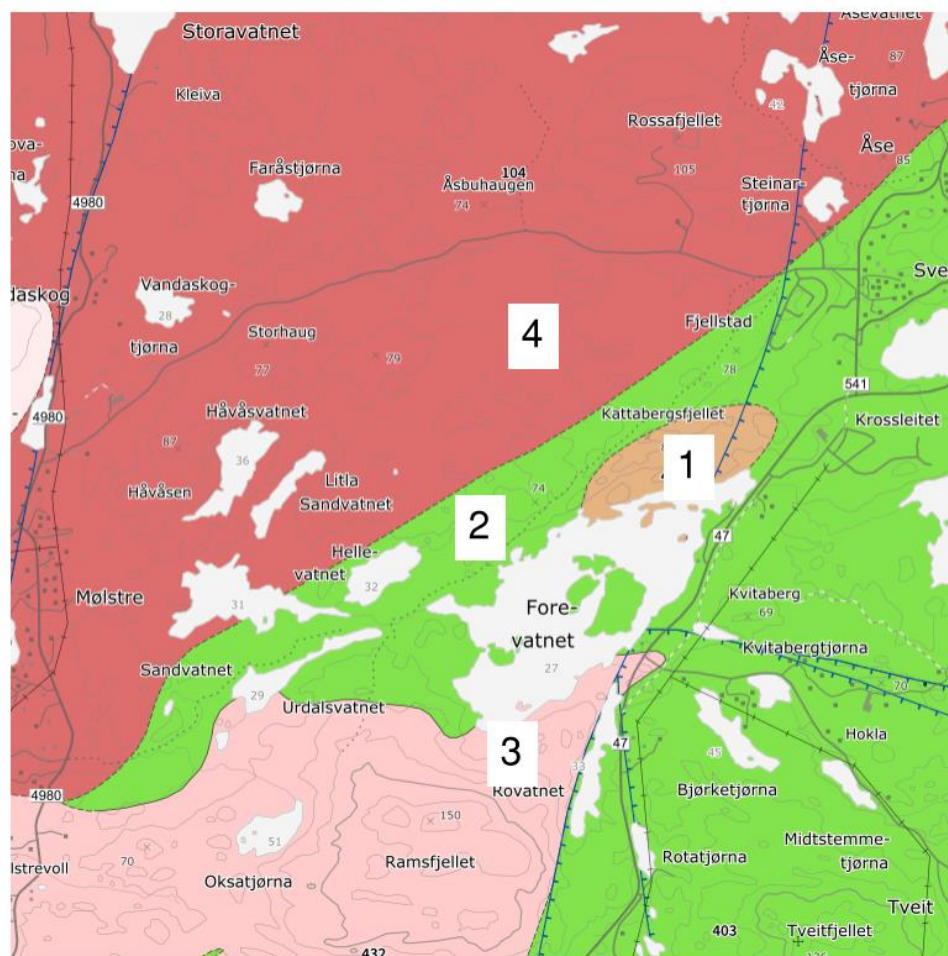 Åsevatnet
Storavatnet
Åse-
tjørna
87
Kleiva
42
Rossafjellet
Åse
Faråstjørna
104
105
85
Åsbuhaugen
74
Steinar-
tjørna
4980
Vandaskog-
28
tjørna
daskog
Sve
Storhaug
77
79
4
Fjellstad
78
541
4980
Håvåsvatnet
Kattabergsfjellet
Krossleitet
87
36
1
Håvåsen
Litla
Sandvatnet
74
2
47
Helle-
vatnet
32
Mølstre
31
Kvitaberg
69
Fore-
vatnet
27
Kvitabergtjørna
70
Sandvatnet
29
Urdalsvatnet
3
47
33
45
Hokla
Rovatnet
Bjørketjørna
4980
150
51
70
lstrevoll
Oksatjørna
Ramsfjellet
Rotatjørna
Midtstemme-
tjørna
Tveit
403
Tveitfjellet
432